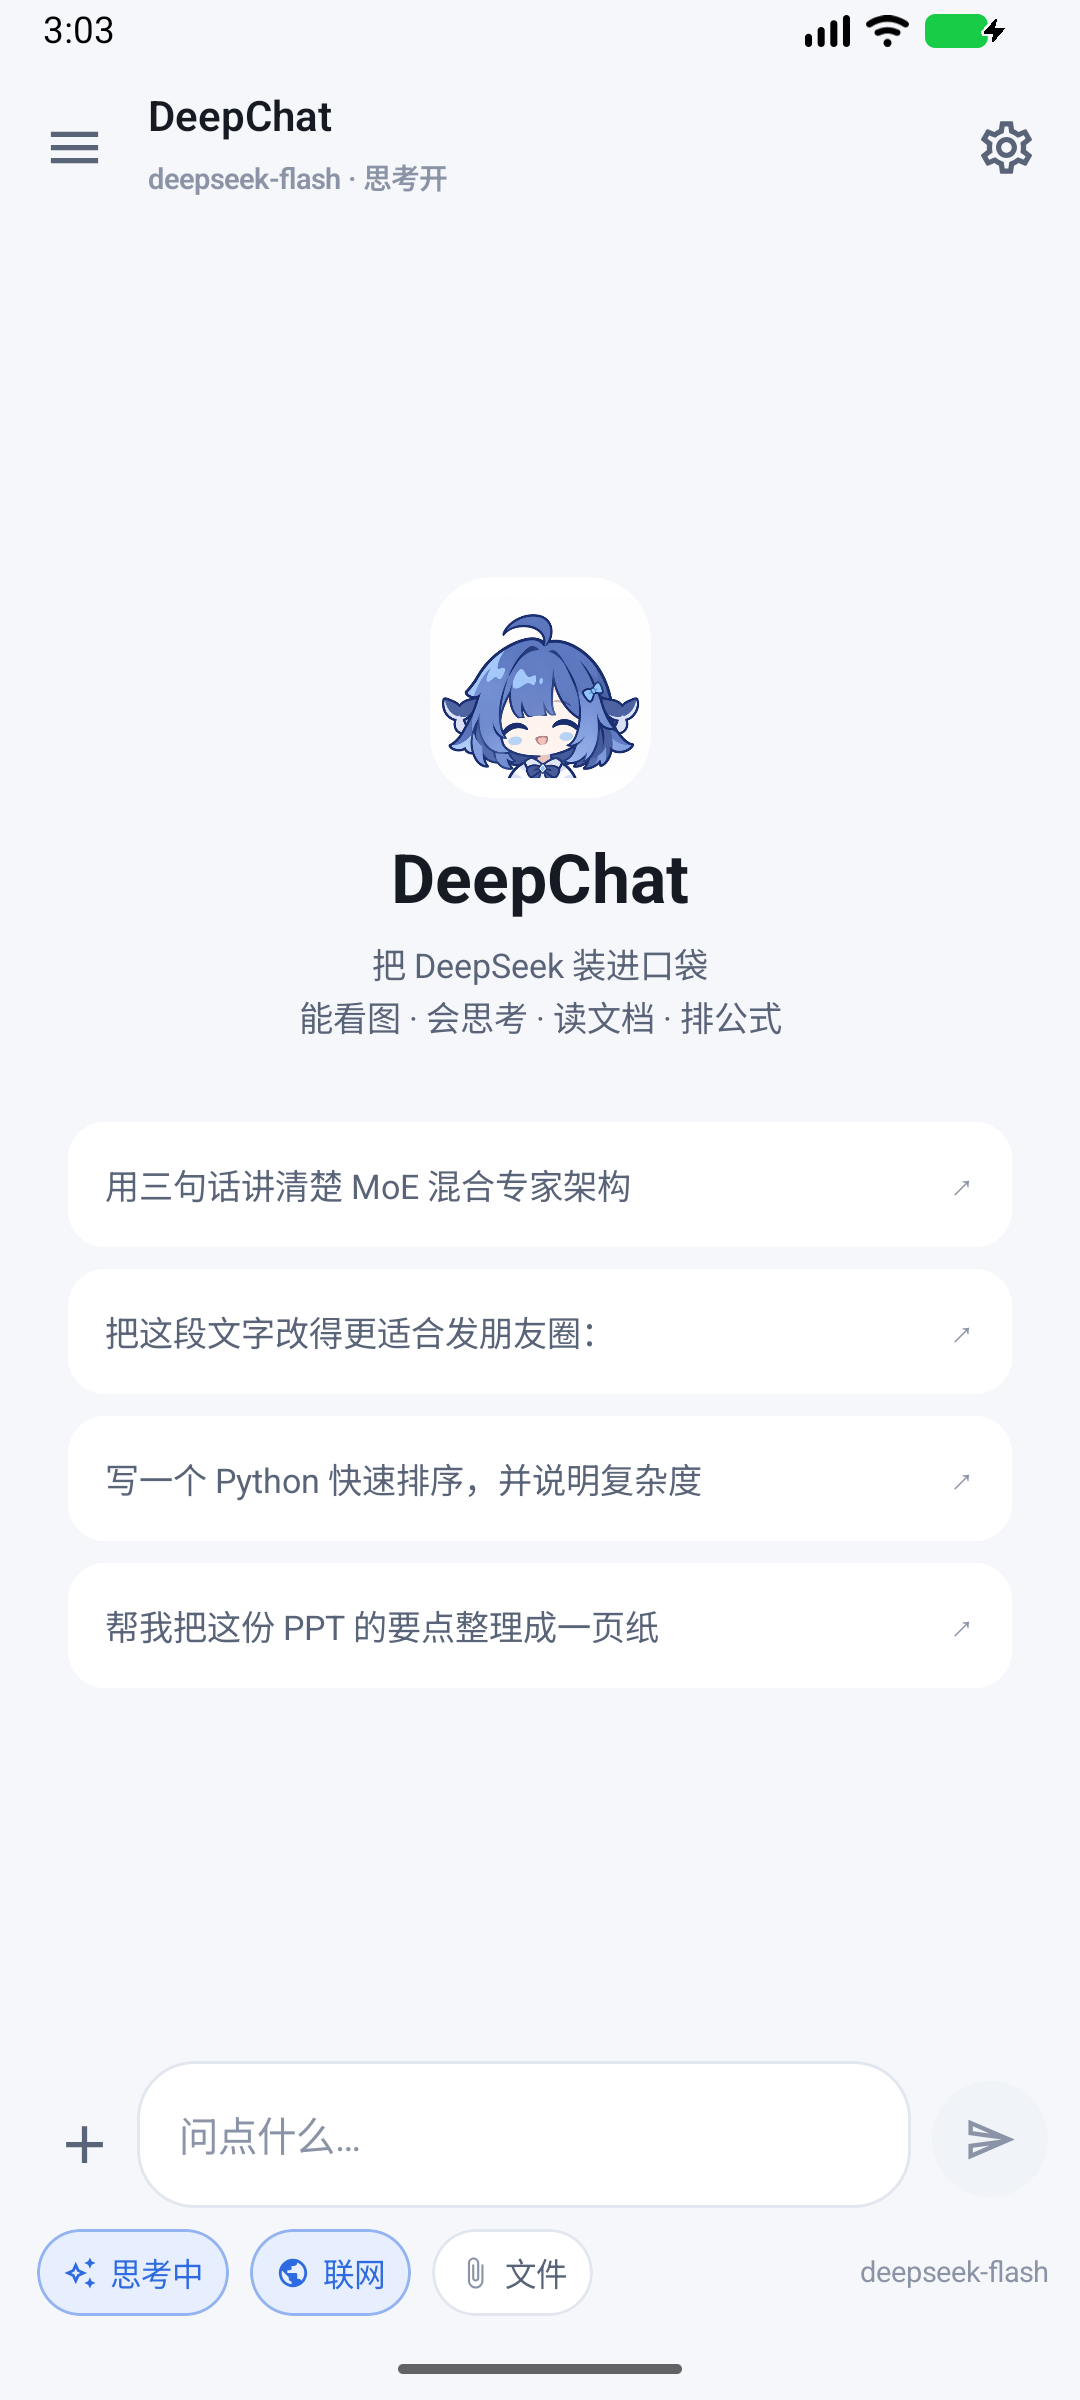 3:03
DeepChat
deepseek-flash · 思考开
DeepChat
把 DeepSeek 装进口袋
能看图 · 会思考 · 读文档 · 排公式
用三句话讲清楚 MoE 混合专家架构
把这段文字改得更适合发朋友圈：
写一个 Python 快速排序，并说明复杂度
帮我把这份 PPT 的要点整理成一页纸
问点什么…
思考中
联网
文件
deepseek-flash